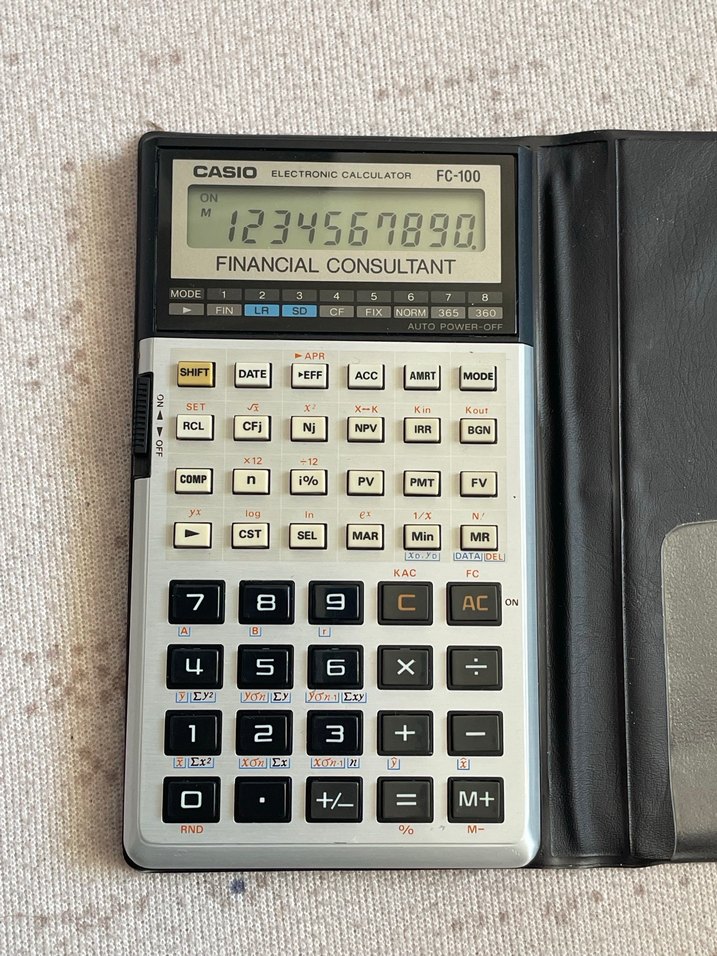 CASIO ELECTRONIC CALCULATOR FC-100
ON
M 1234567890.
FINANCIAL CONSULTANT
MODE 1 2 3 4 5 6 7 8
► FIN LR SD CF FIX NORM 365 360
AUTO POWER-OFF
►APR
SHIFT DATE ►EFF ACC AMRT MODE
ON ◄ ► OFF
SET √x x² X↔K Kin Kout
RCL CFj Nj NPV IRR BGN
×12 ÷12
COMP n i% PV PMT FV
yx log ln eˣ 1/x N!
► CST SEL MAR Min MR
xD,yD DATA DEL
KAC FC
7 8 9 C AC ON
A B r
4 5 6 × ÷
ȳ Σy² yσn Σy yσn-1 Σxy
1 2 3 + −
x̄ Σx² xσn Σx xσn-1 n ŷ x̂
0 · +/− = M+
RND % M−